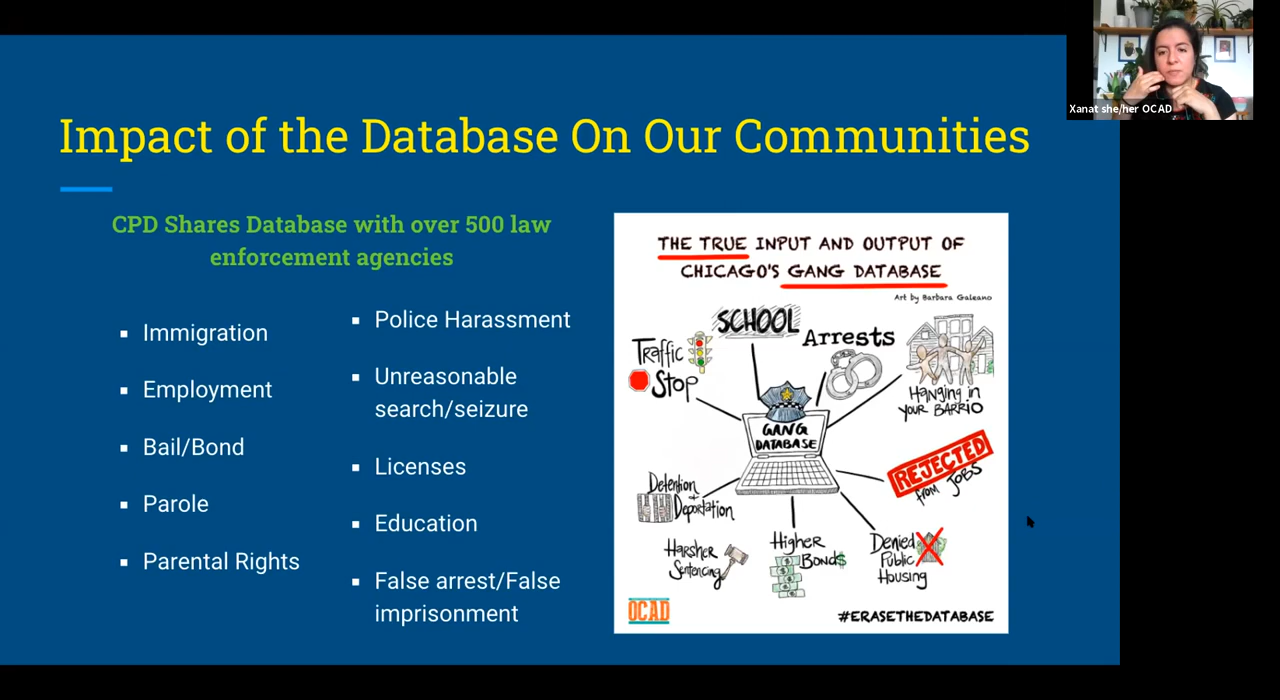 Xanat she/her OCAD
Impact of the Database On Our Communities
CPD Shares Database with over 500 law
enforcement agencies
▪ Immigration
▪ Employment
▪ Bail/Bond
▪ Parole
▪ Parental Rights
▪ Police Harassment
▪ Unreasonable
search/seizure
▪ Licenses
▪ Education
▪ False arrest/False
imprisonment
THE TRUE INPUT AND OUTPUT OF
CHICAGO'S GANG DATABASE
Art by Barbara Galeano
Traffic
Stop
SCHOOL
Arrests
Hanging in
your BARRIO
GANG
DATABASE
REJECTED
from JOBS
Detention
+
Deportation
Harsher
Sentencing
Higher
Bond$
Denied
Public
Housing
OCAD
#ERASETHEDATABASE